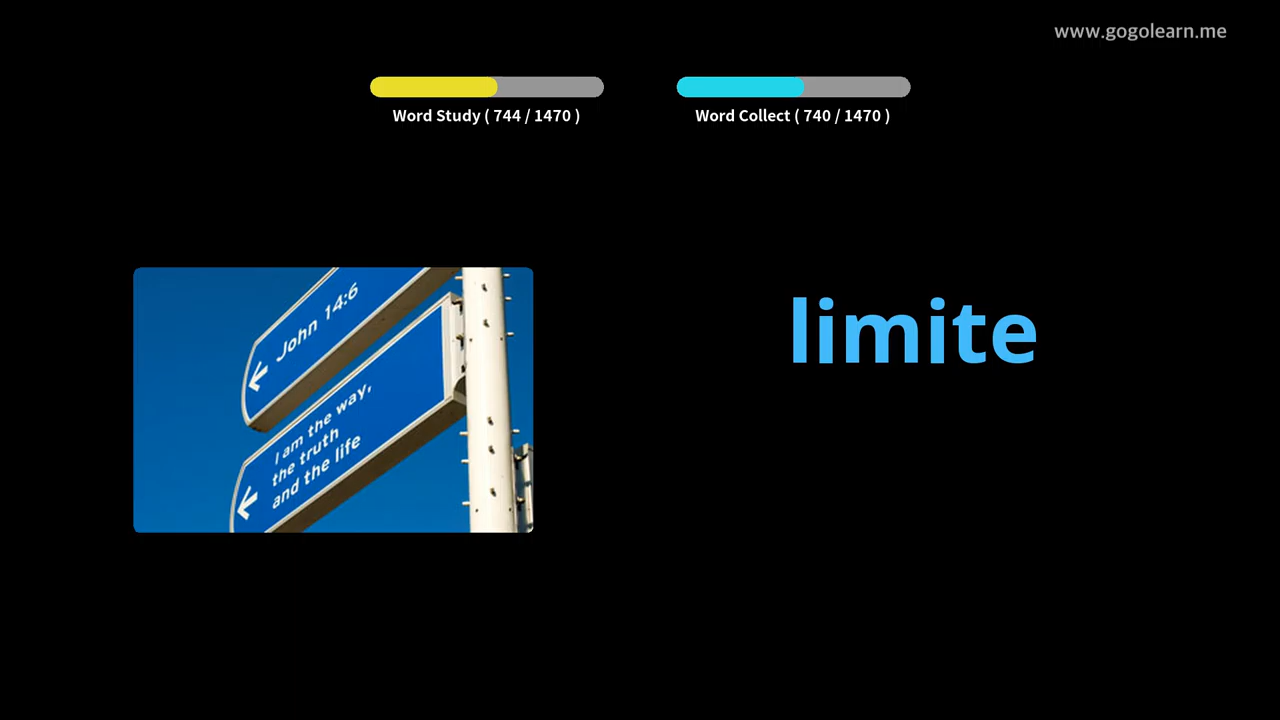 www.gogolearn.me
Word Study ( 744 / 1470 )
Word Collect ( 740 / 1470 )
John 14:6
I am the way,
the truth
and the life
limite